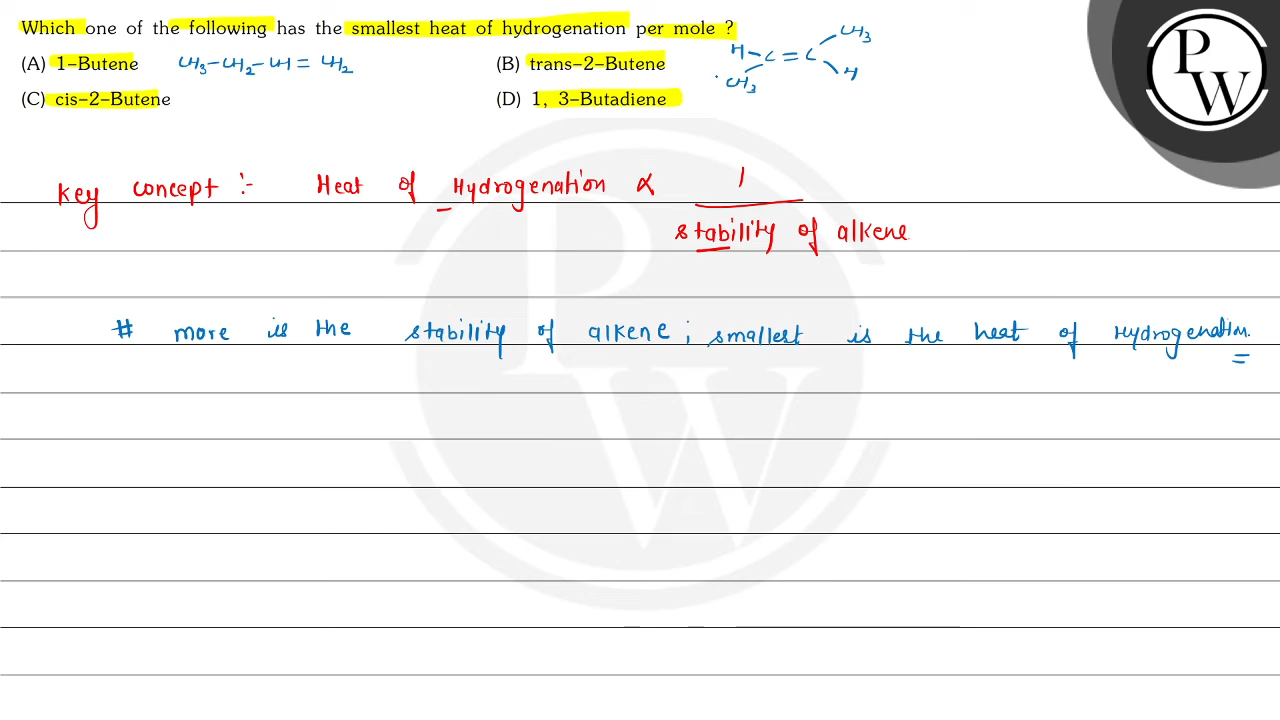 Which one of the following has the smallest heat of hydrogenation per mole ?
(A) 1-Butene CH3-CH2-CH=CH2 (B) trans-2-Butene H CH3 C=C CH3 H
(C) cis-2-Butene (D) 1, 3-Butadiene
PW
Key concept :- Heat of Hydrogenation ∝ 1
stability of alkene
# more is the stability of alkene ; smallest is the heat of Hydrogenation.